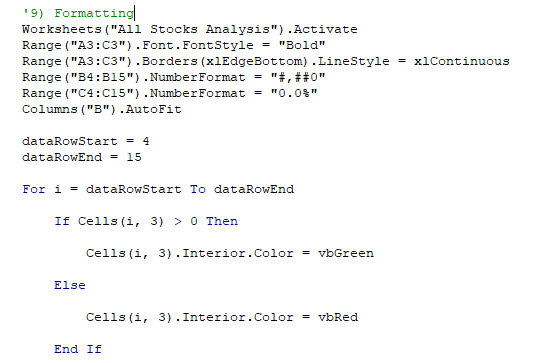 '9) Formatting
Worksheets("All Stocks Analysis").Activate
Range("A3:C3").Font.FontStyle = "Bold"
Range("A3:C3").Borders(xlEdgeBottom).LineStyle = xlContinuous
Range("B4:B15").NumberFormat = "#,##0"
Range("C4:C15").NumberFormat = "0.0%"
Columns("B").AutoFit
dataRowStart = 4
dataRowEnd = 15
For i = dataRowStart To dataRowEnd
If Cells(i, 3) > 0 Then
Cells(i, 3).Interior.Color = vbGreen
Else
Cells(i, 3).Interior.Color = vbRed
End If